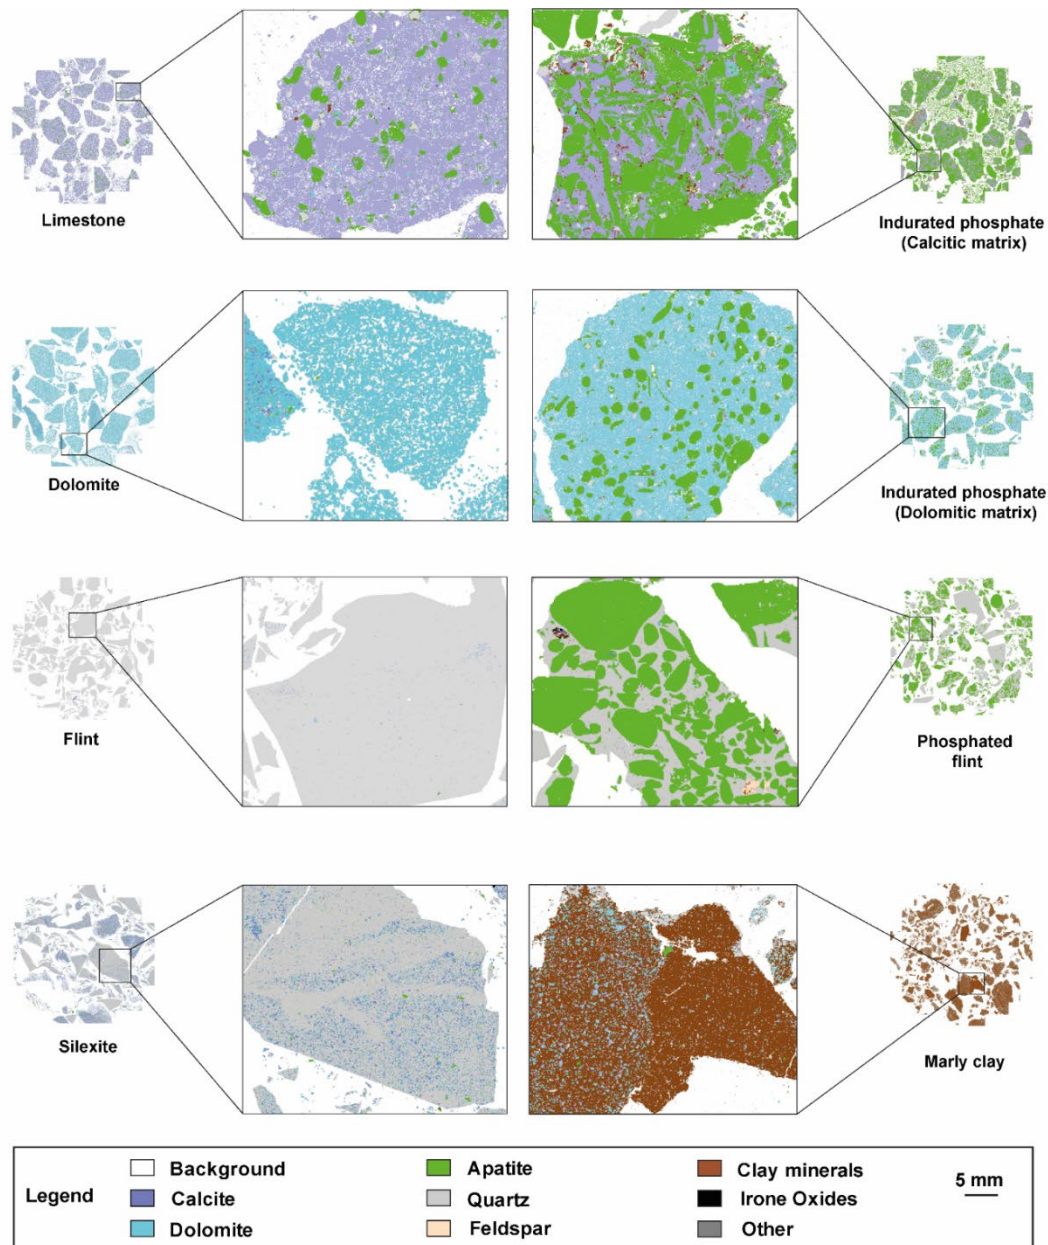 Limestone
Indurated phosphate
(Calcitic matrix)
Dolomite
Indurated phosphate
(Dolomitic matrix)
Flint
Phosphated
flint
Silexite
Marly clay
Legend
Background
Calcite
Dolomite
Apatite
Quartz
Feldspar
Clay minerals
Irone Oxides
Other
5 mm